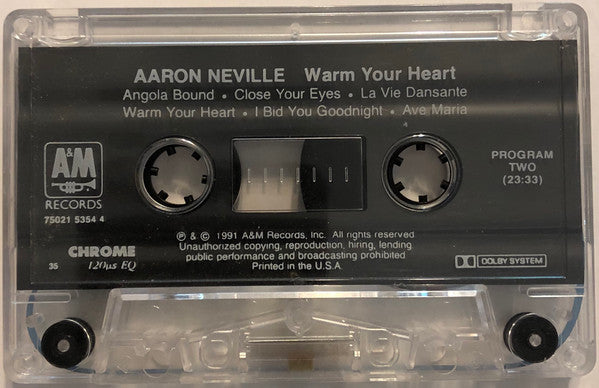 AARON NEVILLE Warm Your Heart
Angola Bound • Close Your Eyes • La Vie Dansante
Warm Your Heart • I Bid You Goodnight • Ave Maria
A&M
RECORDS
75021 5354 4
PROGRAM
TWO
(23:33)
℗ & © 1991 A&M Records, Inc. All rights reserved
Unauthorized copying, reproduction, hiring, lending
public performance and broadcasting prohibited
Printed in the U.S.A.
CHROME
35 120µs EQ
DOLBY SYSTEM